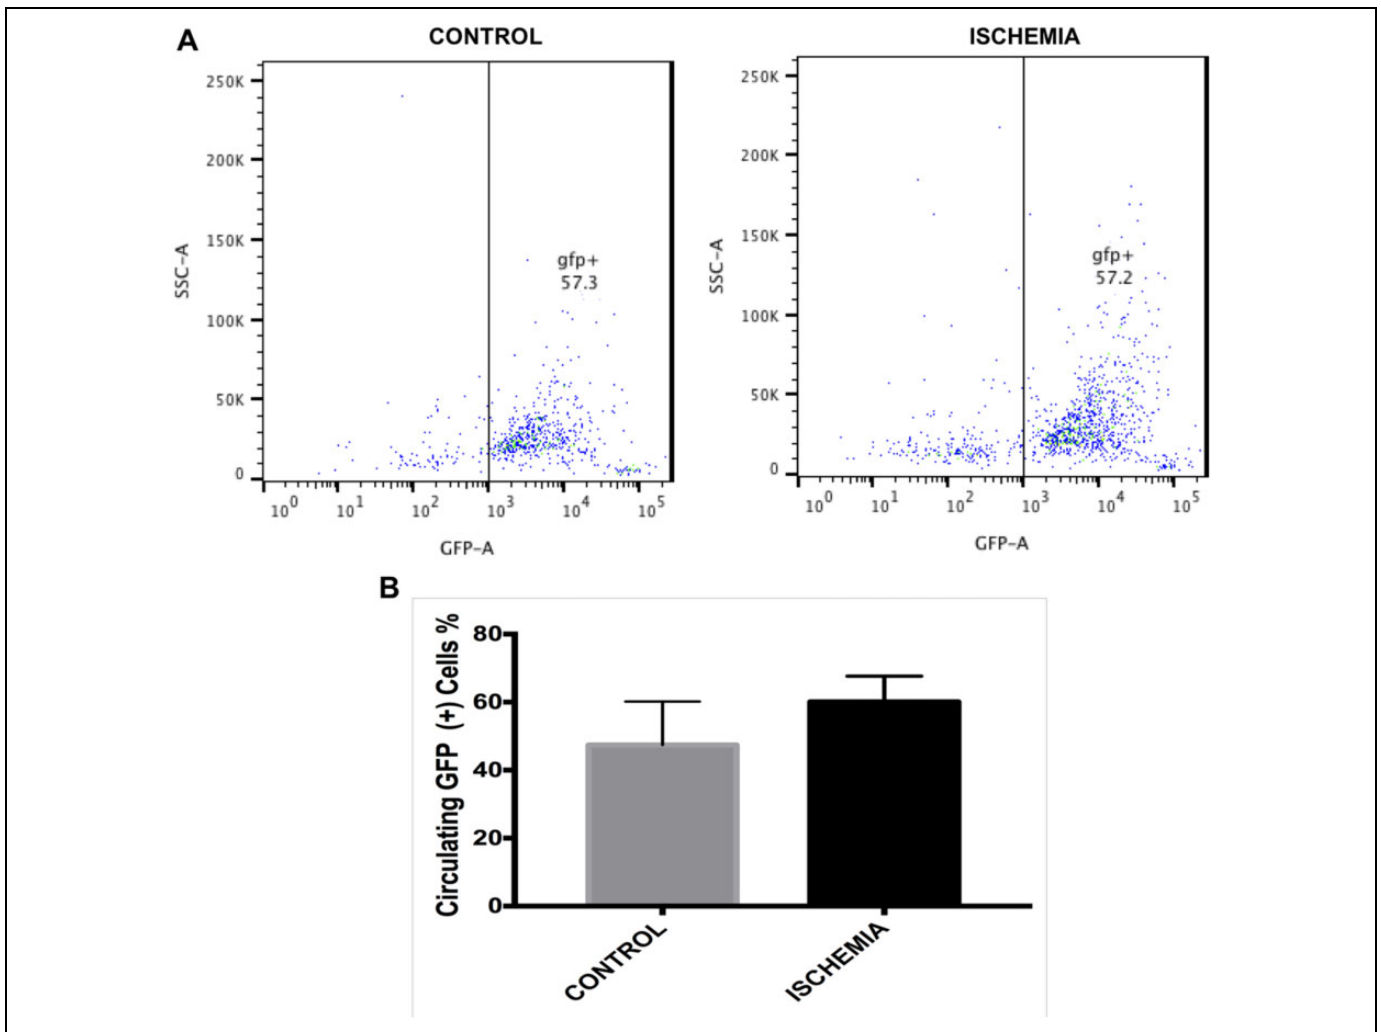 A
CONTROL
ISCHEMIA
250K
200K
150K
100K
50K
0
SSC-A
gfp+
57.3
10^0 10^1 10^2 10^3 10^4 10^5
GFP-A
250K
200K
150K
100K
50K
0
SSC-A
gfp+
57.2
10^0 10^1 10^2 10^3 10^4 10^5
GFP-A
B
Circulating GFP (+) Cells %
80
60
40
20
0
CONTROL
ISCHEMIA